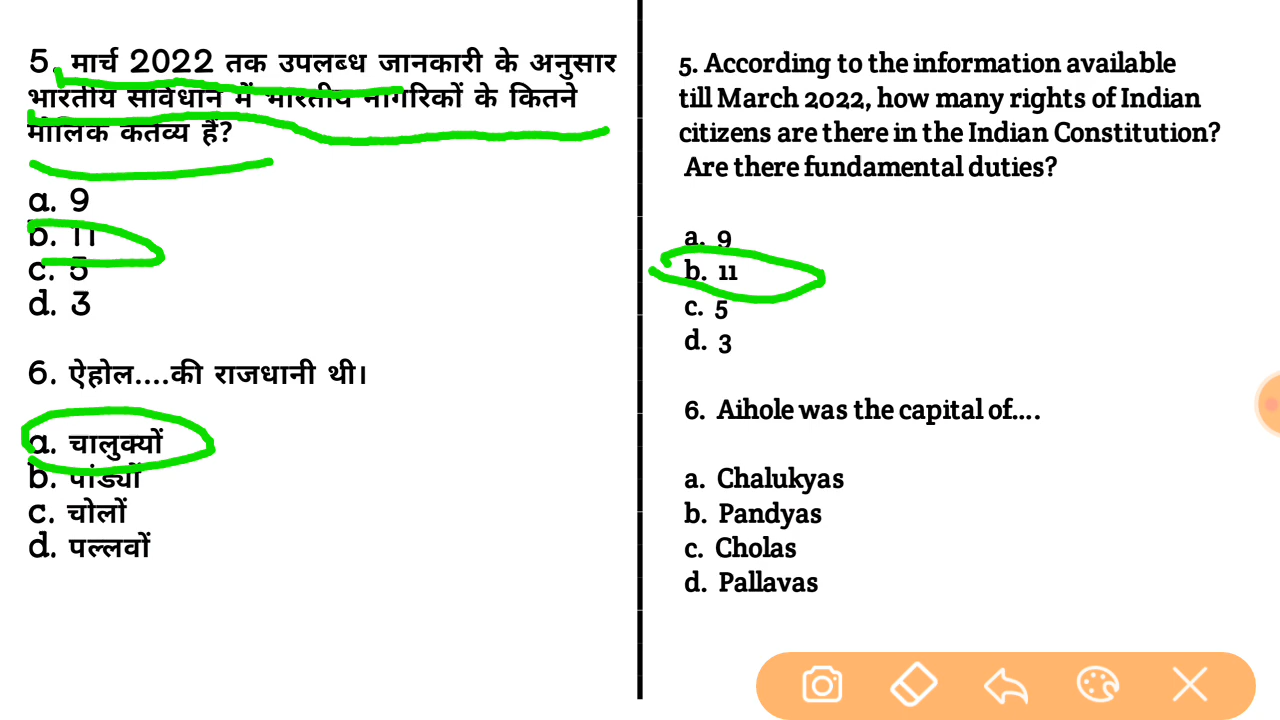 5. मार्च 2022 तक उपलब्ध जानकारी के अनुसार
भारतीय संविधान में भारतीय नागरिकों के कितने
मौलिक कर्तव्य हैं?
a. 9
b. 11
c. 5
d. 3
6. ऐहोल....की राजधानी थी।
a. चालुक्यों
b. पांड्यों
c. चोलों
d. पल्लवों
5. According to the information available
till March 2022, how many rights of Indian
citizens are there in the Indian Constitution?
Are there fundamental duties?
a. 9
b. 11
c. 5
d. 3
6. Aihole was the capital of....
a. Chalukyas
b. Pandyas
c. Cholas
d. Pallavas